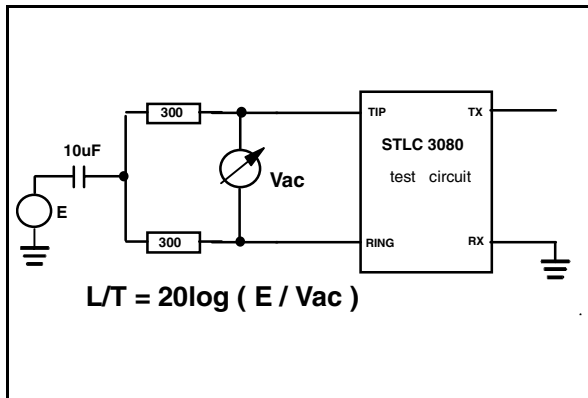 300
TIP
TX
10uF
STLC 3080
test circuit
Vac
E
300
RING
RX
L/T = 20log ( E / Vac )